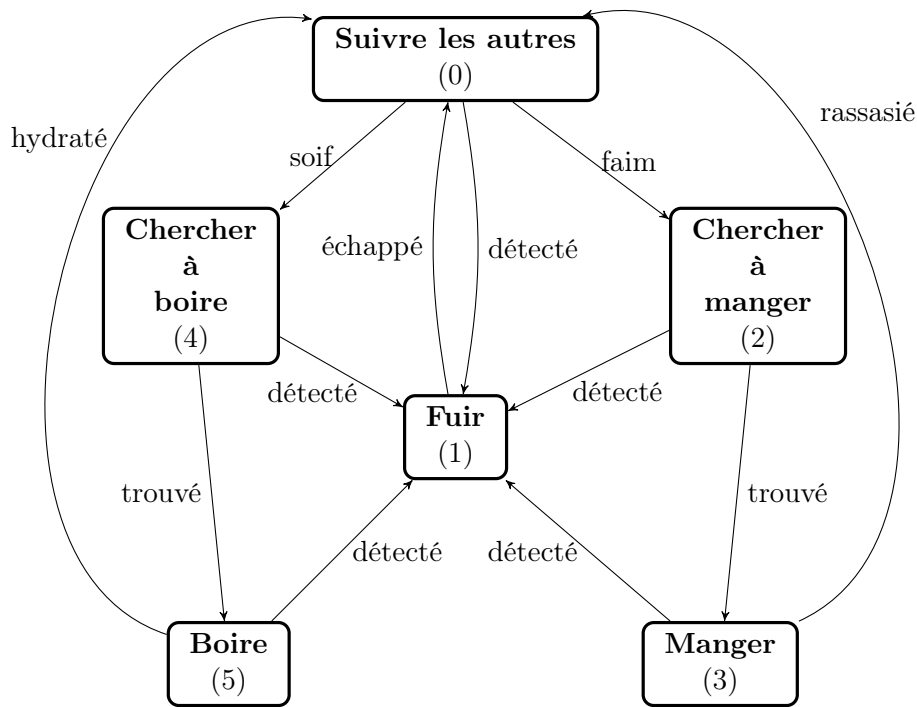 Suivre les autres
(0)
rassasié
hydraté
soif
faim
Chercher
à
boire
(4)
échappé
détecté
Chercher
à
manger
(2)
détecté
détecté
Fuir
(1)
trouvé
trouvé
détecté
détecté
Boire
(5)
Manger
(3)